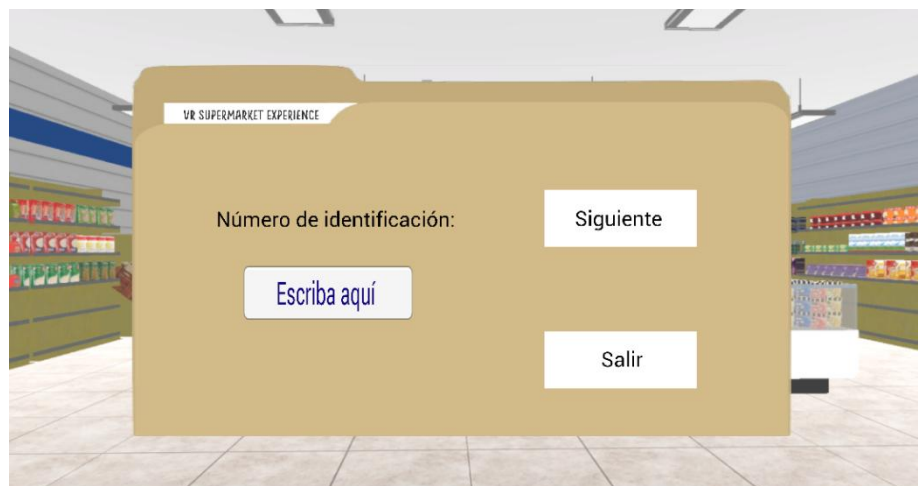 VR SUPERMARKET EXPERIENCE
Número de identificación:
Siguiente
Escriba aquí
Salir